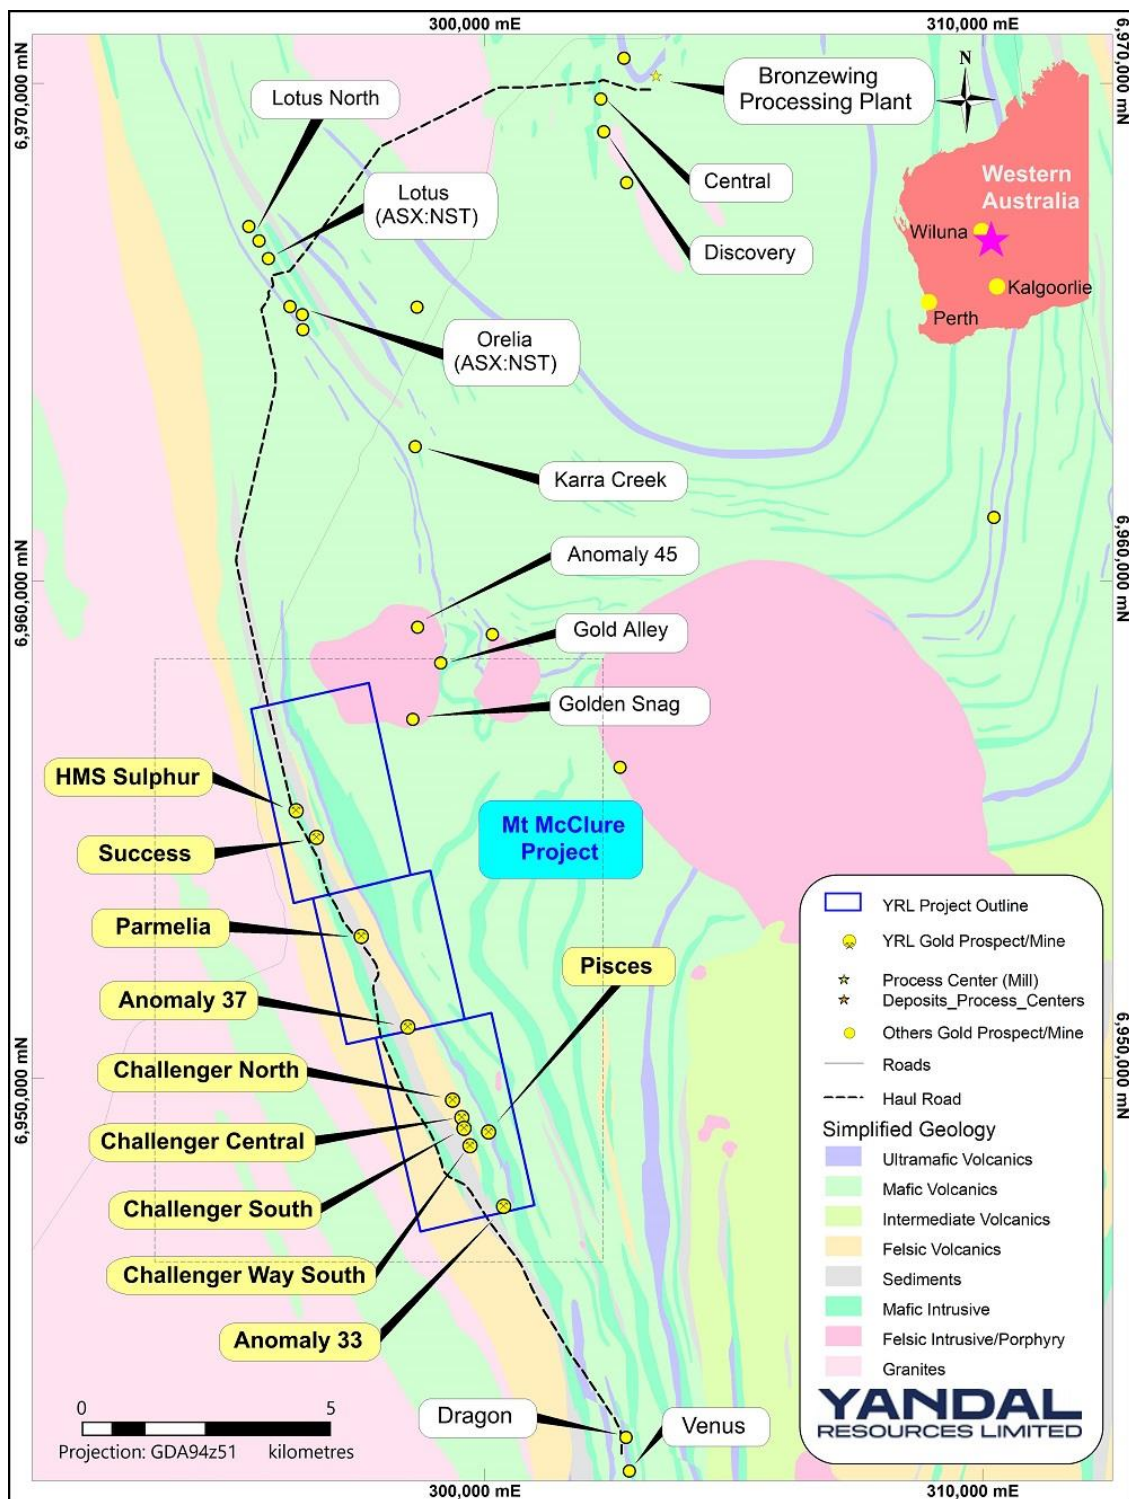 300,000 mE
310,000 mE
6,970,000 mN
6,970,000 mN
N
Bronzewing
Processing Plant
Lotus North
Lotus
(ASX:NST)
Central
Discovery
Western
Australia
Wiluna
Kalgoorlie
Perth
Orelia
(ASX:NST)
Karra Creek
Anomaly 45
6,960,000 mN
6,960,000 mN
Gold Alley
Golden Snag
HMS Sulphur
Success
Mt McClure
Project
Parmelia
Pisces
Anomaly 37
Challenger North
6,950,000 mN
6,950,000 mN
Challenger Central
Challenger South
Challenger Way South
Anomaly 33
YRL Project Outline
YRL Gold Prospect/Mine
Process Center (Mill)
Deposits_Process_Centers
Others Gold Prospect/Mine
Roads
Haul Road
Simplified Geology
Ultramafic Volcanics
Mafic Volcanics
Intermediate Volcanics
Felsic Volcanics
Sediments
Mafic Intrusive
Felsic Intrusive/Porphyry
Granites
YANDAL
RESOURCES LIMITED
Dragon
Venus
0 5
Projection: GDA94z51 kilometres
300,000 mE
310,000 mE